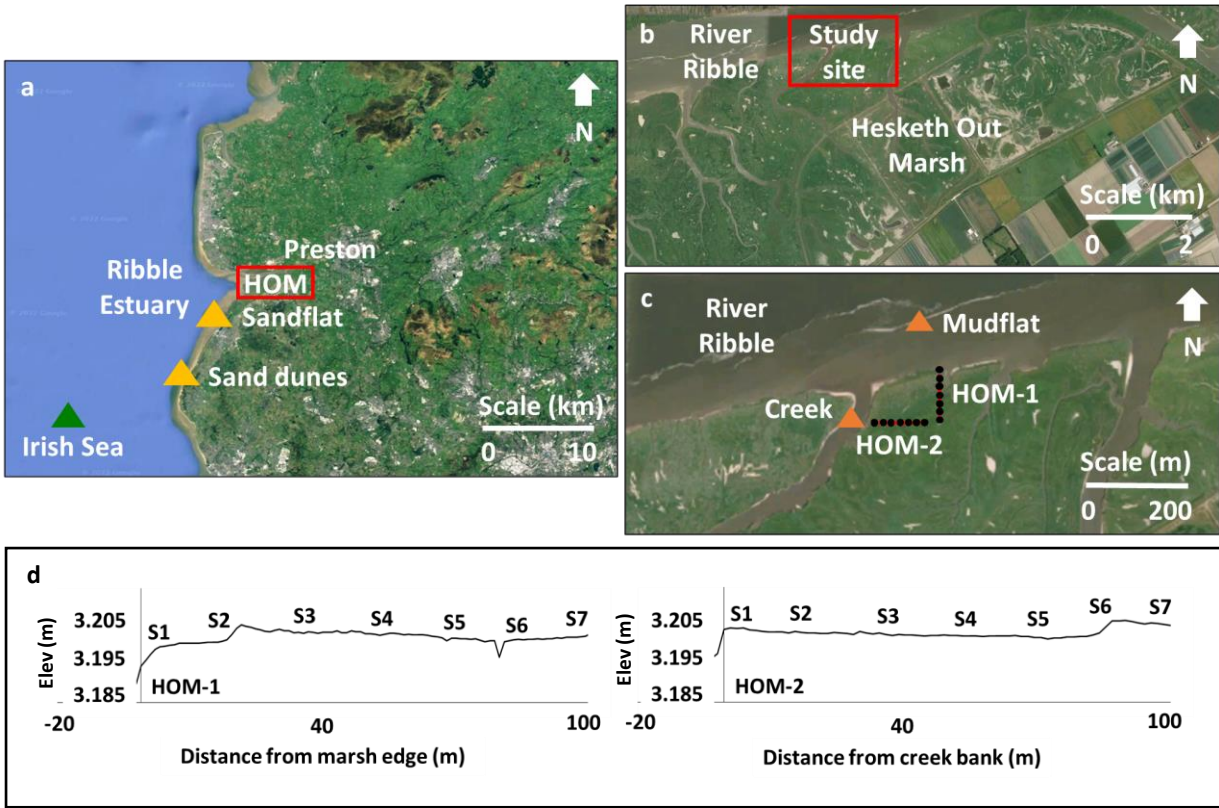 a
N
Preston
HOM
Ribble
Estuary
Sandflat
Sand dunes
Irish Sea
Scale (km)
0 10
b
River
Ribble
Study
site
N
Hesketh Out
Marsh
Scale (km)
0 2
c
River
Ribble
Mudflat
N
HOM-1
Creek
HOM-2
Scale (m)
0 200
d
Elev (m)
3.205
3.195
3.185
S1 S2 S3 S4 S5 S6 S7
HOM-1
-20 40 100
Distance from marsh edge (m)
Elev (m)
3.205
3.195
3.185
S1 S2 S3 S4 S5 S6 S7
HOM-2
-20 40 100
Distance from creek bank (m)